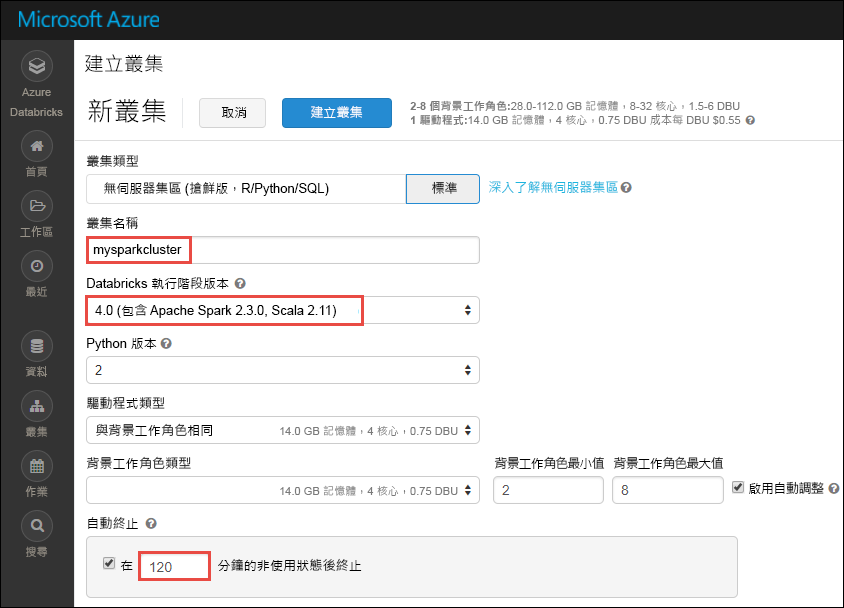 Microsoft Azure
Azure
Databricks
首頁
工作區
最近
資料
叢集
作業
搜尋
建立叢集
新叢集
取消
建立叢集
2-8 個背景工作角色:28.0-112.0 GB 記憶體，8-32 核心，1.5-6 DBU
1 驅動程式:14.0 GB 記憶體，4 核心，0.75 DBU 成本每 DBU $0.55 ?
叢集類型
無伺服器集區 (搶鮮版，R/Python/SQL) 標準 深入了解無伺服器集區 ?
叢集名稱
mysparkcluster
Databricks 執行階段版本 ?
4.0 (包含 Apache Spark 2.3.0, Scala 2.11)
Python 版本 ?
2
驅動程式類型
與背景工作角色相同 14.0 GB 記憶體，4 核心，0.75 DBU
背景工作角色類型 背景工作角色最小值 背景工作角色最大值
14.0 GB 記憶體，4 核心，0.75 DBU 2 8 啟用自動調整 ?
自動終止 ?
在 120 分鐘的非使用狀態後終止